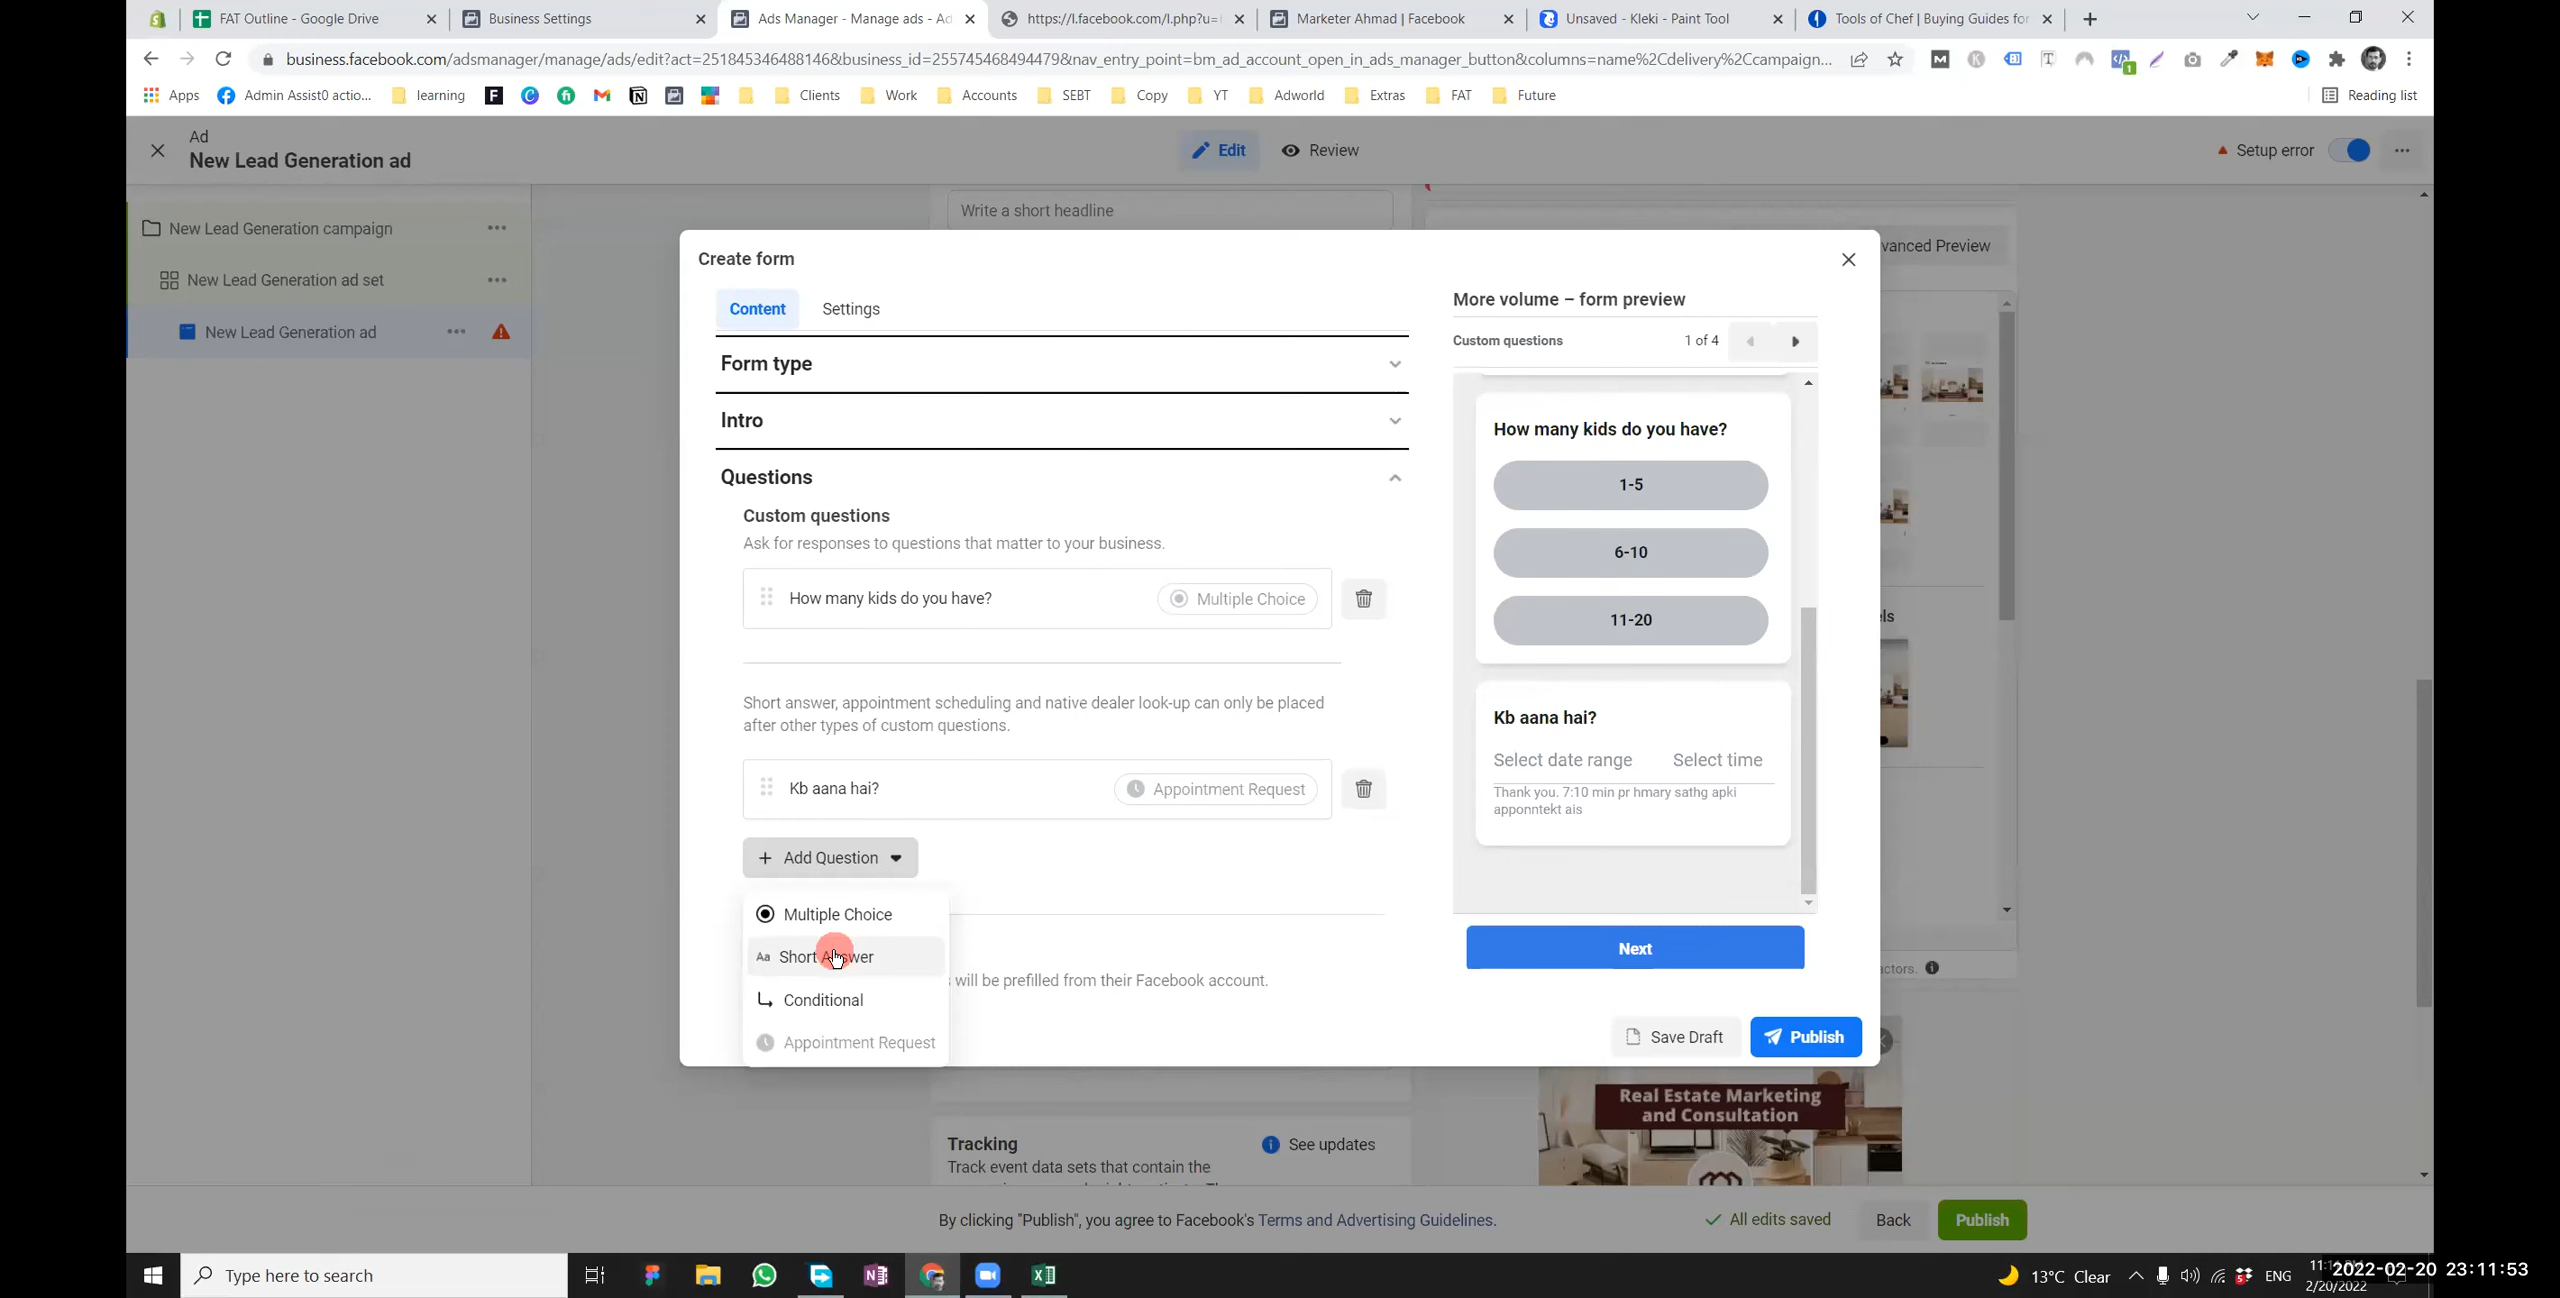 FAT Outline - Google Drive
Business Settings
Ads Manager - Manage ads - Ad
https://l.facebook.com/l.php?u=
Marketer Ahmad | Facebook
Unsaved - Kleki - Paint Tool
Tools of Chef | Buying Guides for
business.facebook.com/adsmanager/manage/ads/edit?act=251845346488146&business_id=255745468494479&nav_entry_point=bm_ad_account_open_in_ads_manager_button&columns=name%2Cdelivery%2Ccampaign...
Apps
Admin Assist0 actio...
learning
Clients
Work
Accounts
SEBT
Copy
YT
Adworld
Extras
FAT
Future
Reading list
Ad
New Lead Generation ad
Edit
Review
Setup error
New Lead Generation campaign
New Lead Generation ad set
New Lead Generation ad
Write a short headline
vanced Preview
Create form
Content
Settings
Form type
Intro
Questions
Custom questions
Ask for responses to questions that matter to your business.
How many kids do you have?
Multiple Choice
Short answer, appointment scheduling and native dealer look-up can only be placed
after other types of custom questions.
Kb aana hai?
Appointment Request
Add Question
Multiple Choice
Aa Short Answer
Conditional
Appointment Request
will be prefilled from their Facebook account.
More volume – form preview
Custom questions
1 of 4
How many kids do you have?
1-5
6-10
11-20
Kb aana hai?
Select date range
Select time
Thank you. 7:10 min pr hmary sathg apki
apponntekt ais
Next
Save Draft
Publish
els
actors.
Real Estate Marketing
and Consultation
Tracking
See updates
Track event data sets that contain the
By clicking "Publish", you agree to Facebook's Terms and Advertising Guidelines.
All edits saved
Back
Publish
Type here to search
13°C Clear
ENG
2/20/2022
2022-02-20 23:11:53